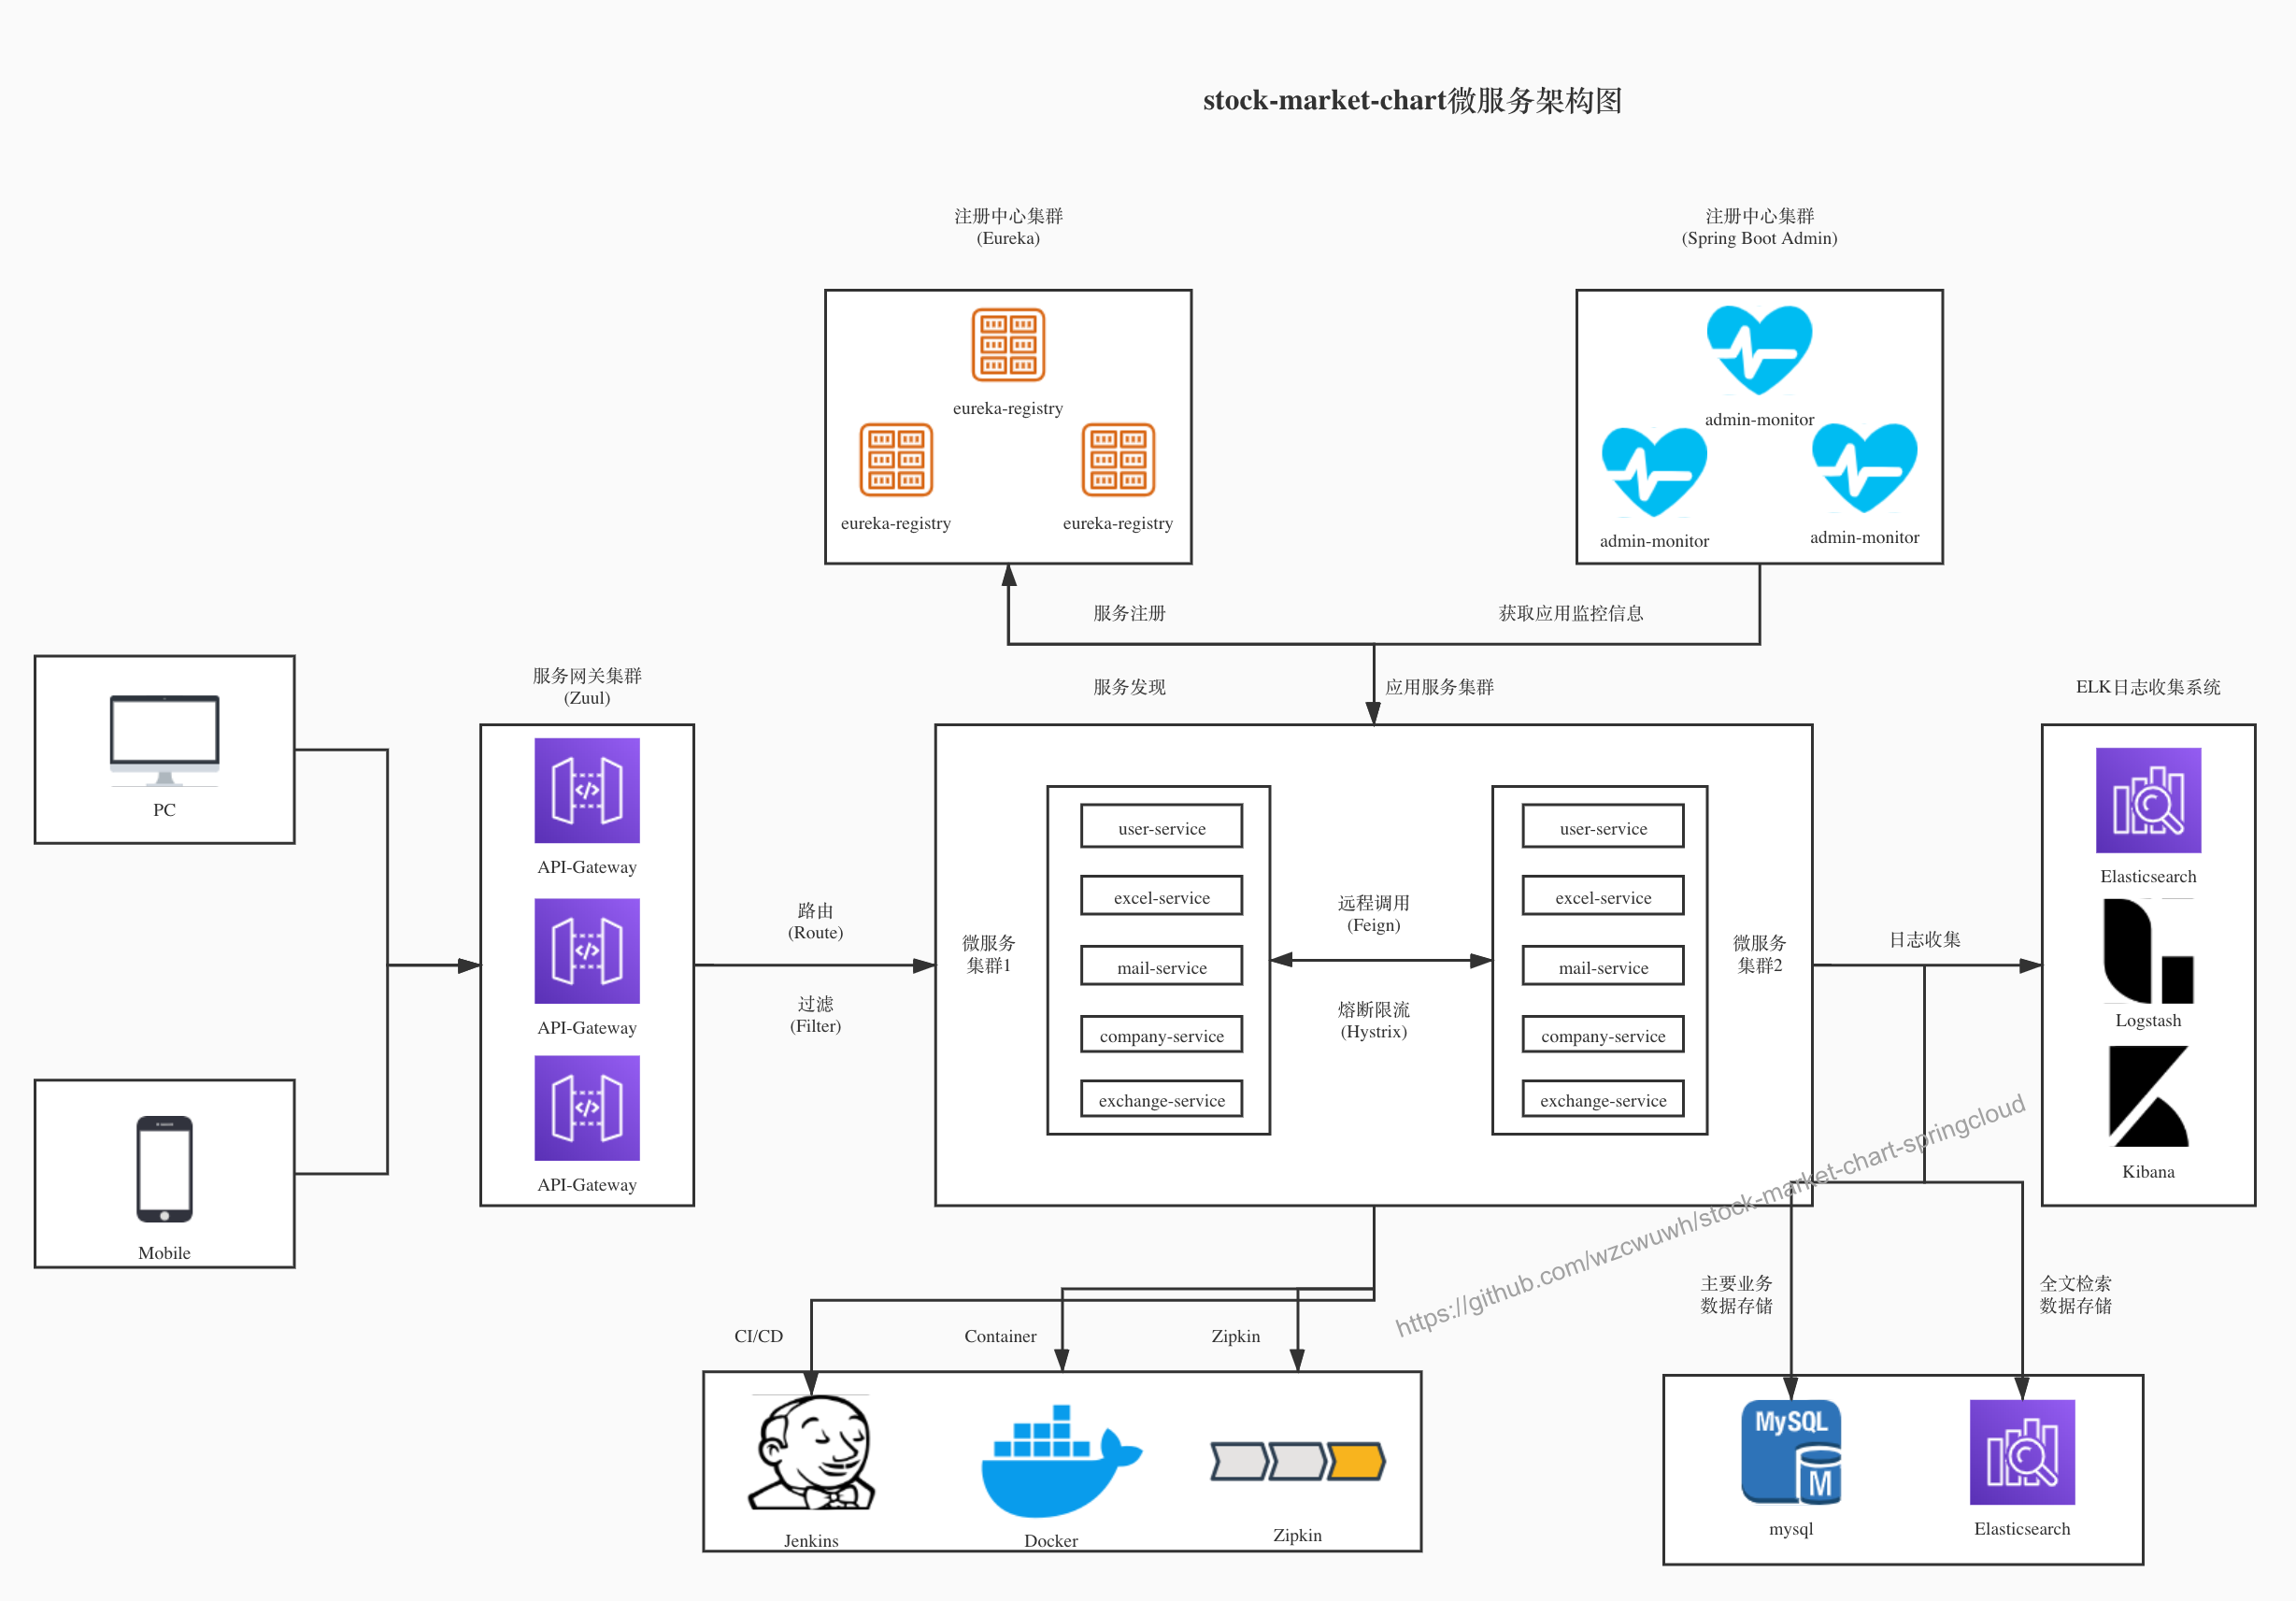 stock-market-chart微服务架构图
注册中心集群
(Eureka)
注册中心集群
(Spring Boot Admin)
eureka-registry
eureka-registry
eureka-registry
admin-monitor
admin-monitor
admin-monitor
服务注册
获取应用监控信息
服务发现
应用服务集群
PC
Mobile
服务网关集群
(Zuul)
API-Gateway
API-Gateway
API-Gateway
路由
(Route)
过滤
(Filter)
微服务
集群1
user-service
excel-service
mail-service
company-service
exchange-service
远程调用
(Feign)
熔断限流
(Hystrix)
user-service
excel-service
mail-service
company-service
exchange-service
微服务
集群2
日志收集
ELK日志收集系统
Elasticsearch
Logstash
Kibana
https://github.com/wzcwuwh/stock-market-chart-springcloud
CI/CD
Container
Zipkin
Jenkins
Docker
Zipkin
主要业务
数据存储
全文检索
数据存储
MySQL
M
mysql
Elasticsearch